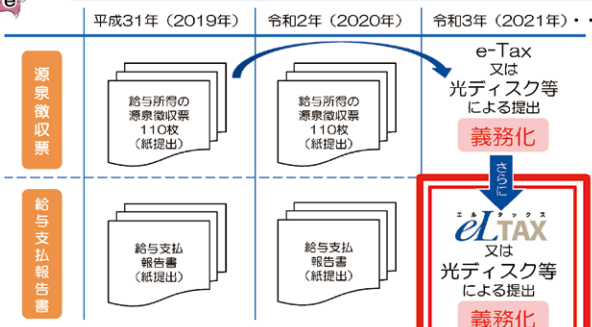 e
平成31年（2019年）
令和2年（2020年）
令和3年（2021年）・・
源泉徴収票
給与所得の
源泉徴収票
110枚
（紙提出）
給与所得の
源泉徴収票
110枚
（紙提出）
e-Tax
又は
光ディスク等
による提出
義務化
さらに
給与支払報告書
給与支払
報告書
（紙提出）
給与支払
報告書
（紙提出）
エルタックス
eLTAX
又は
光ディスク等
による提出
義務化